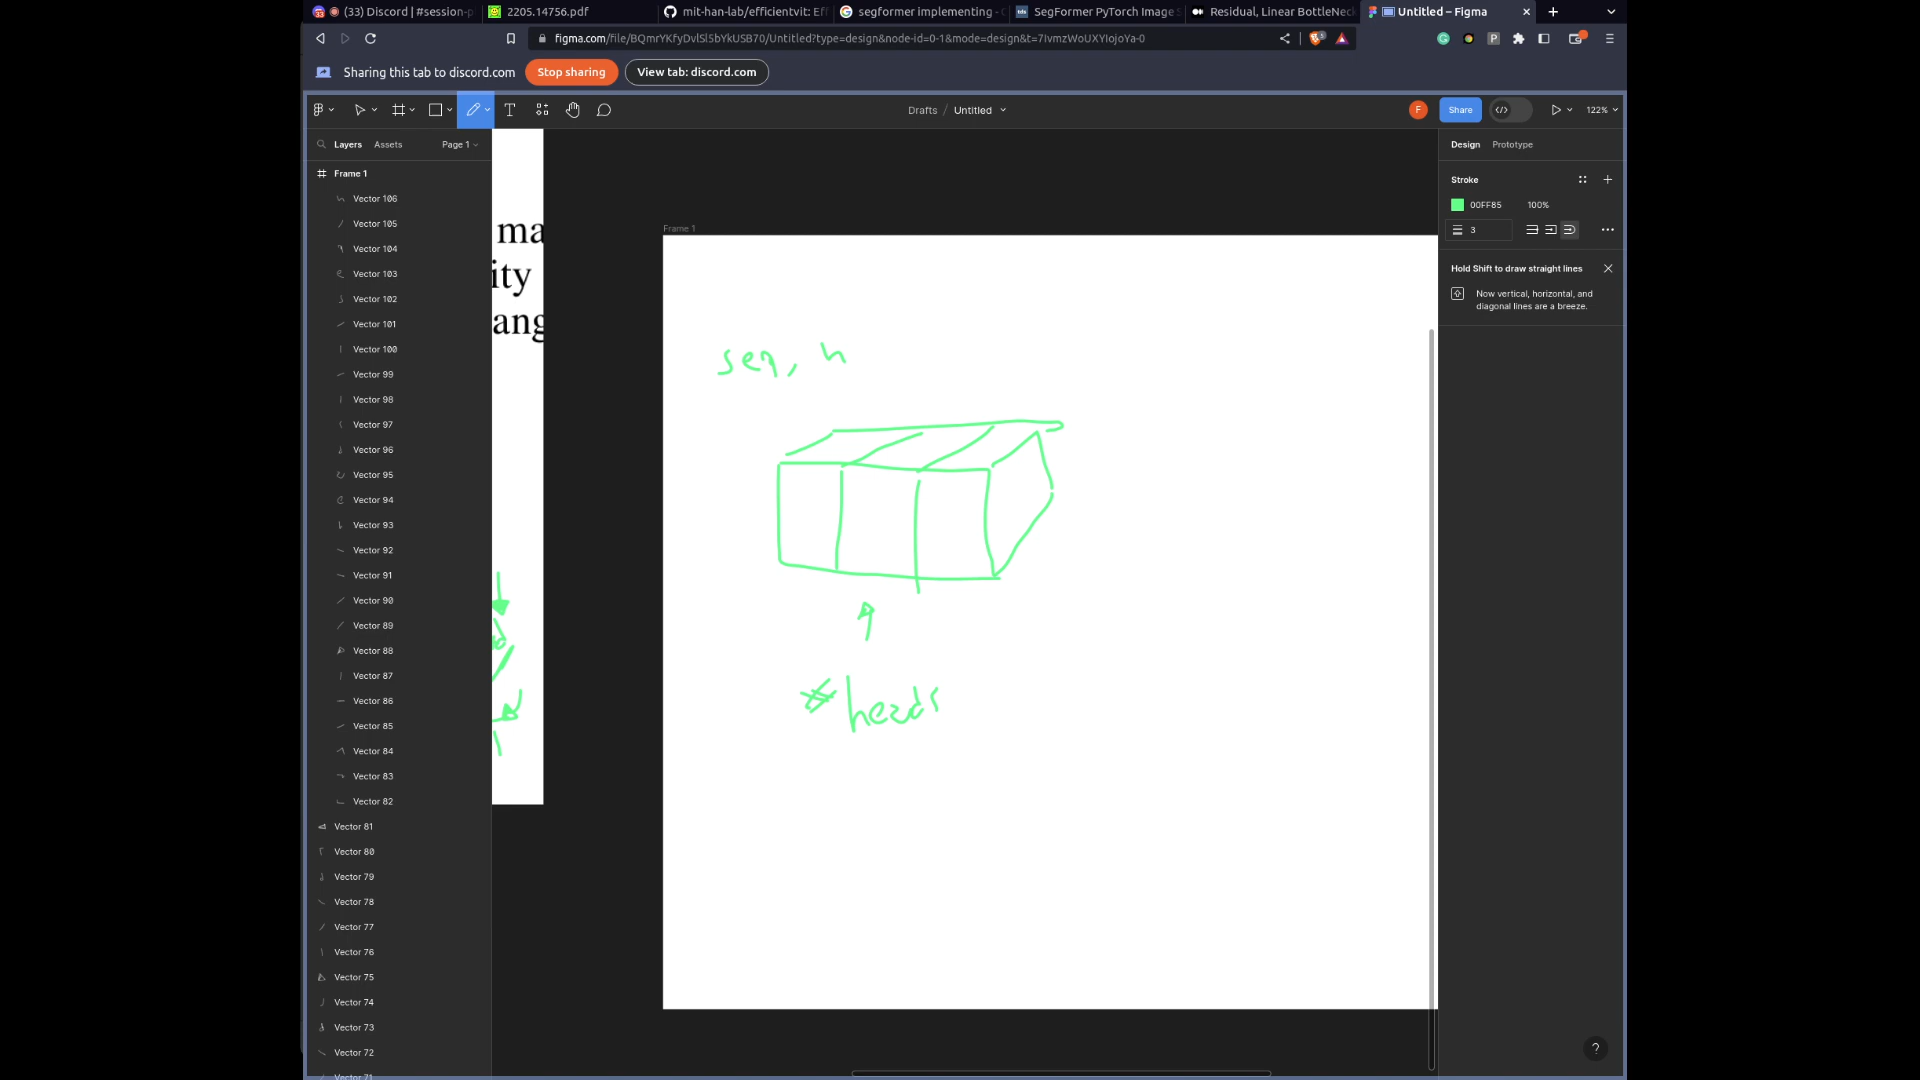 (33) Discord | #session-p
2205.14756.pdf
mit-han-lab/efficientvit: Eff
segformer implementing - G
SegFormer PyTorch Image S
Residual, Linear BottleNeck
Untitled – Figma
figma.com/file/BQmrYKfyDvlSl5bYkUSB70/Untitled?type=design&node-id=0-1&mode=design&t=7IvmzWoUXYIojoYa-0
Sharing this tab to discord.com
Stop sharing
View tab: discord.com
Drafts / Untitled
F
Share
122%
Layers
Assets
Page 1
Design
Prototype
Frame 1
Vector 106
Vector 105
Vector 104
Vector 103
Vector 102
Vector 101
Vector 100
Vector 99
Vector 98
Vector 97
Vector 96
Vector 95
Vector 94
Vector 93
Vector 92
Vector 91
Vector 90
Vector 89
Vector 88
Vector 87
Vector 86
Vector 85
Vector 84
Vector 83
Vector 82
Vector 81
Vector 80
Vector 79
Vector 78
Vector 77
Vector 76
Vector 75
Vector 74
Vector 73
Vector 72
Vector 71
ma
ity
ang
Frame 1
seq, h
# heads
Stroke
00FF85 100%
3
Hold Shift to draw straight lines
Now vertical, horizontal, and
diagonal lines are a breeze.
?